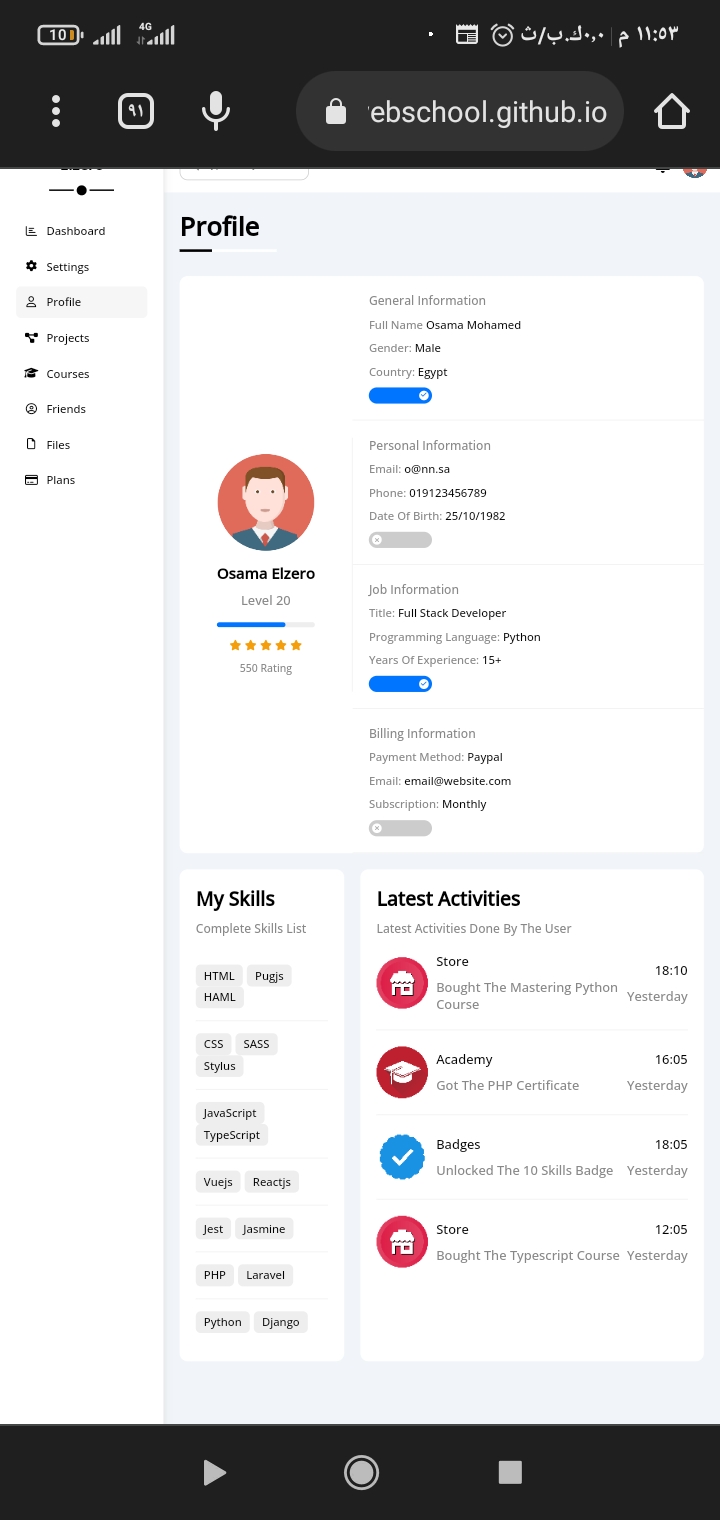 10
4G
٠,٠ك.ب/ث
١١:٥٣ م
٩١
ebschool.github.io
Dashboard
Settings
Profile
Projects
Courses
Friends
Files
Plans
Profile
Osama Elzero
Level 20
550 Rating
General Information
Full Name Osama Mohamed
Gender: Male
Country: Egypt
Personal Information
Email: o@nn.sa
Phone: 019123456789
Date Of Birth: 25/10/1982
Job Information
Title: Full Stack Developer
Programming Language: Python
Years Of Experience: 15+
Billing Information
Payment Method: Paypal
Email: email@website.com
Subscription: Monthly
My Skills
Complete Skills List
HTML Pugjs
HAML
CSS SASS
Stylus
JavaScript
TypeScript
Vuejs Reactjs
Jest Jasmine
PHP Laravel
Python Django
Latest Activities
Latest Activities Done By The User
Store
18:10
Bought The Mastering Python
Course
Yesterday
Academy 16:05
Got The PHP Certificate Yesterday
Badges 18:05
Unlocked The 10 Skills Badge Yesterday
Store 12:05
Bought The Typescript Course Yesterday